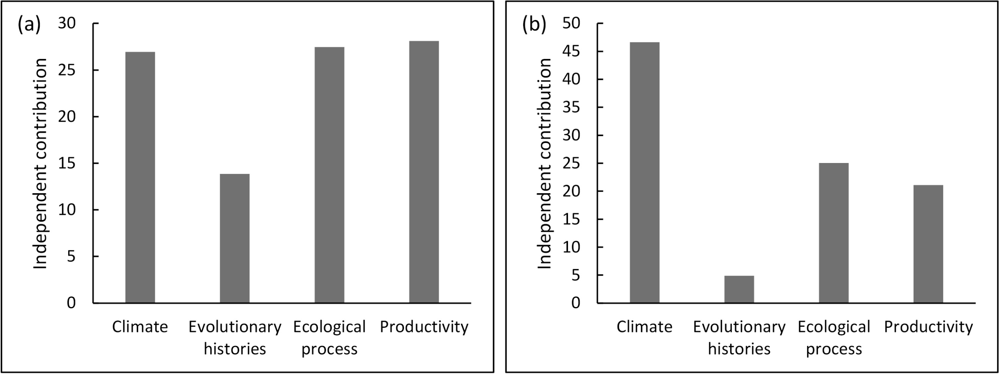 (a)
Independent contribution
30
25
20
15
10
5
0
Climate
Evolutionary histories
Ecological process
Productivity
(b)
Independent contribution
50
45
40
35
30
25
20
15
10
5
0
Climate
Evolutionary histories
Ecological process
Productivity